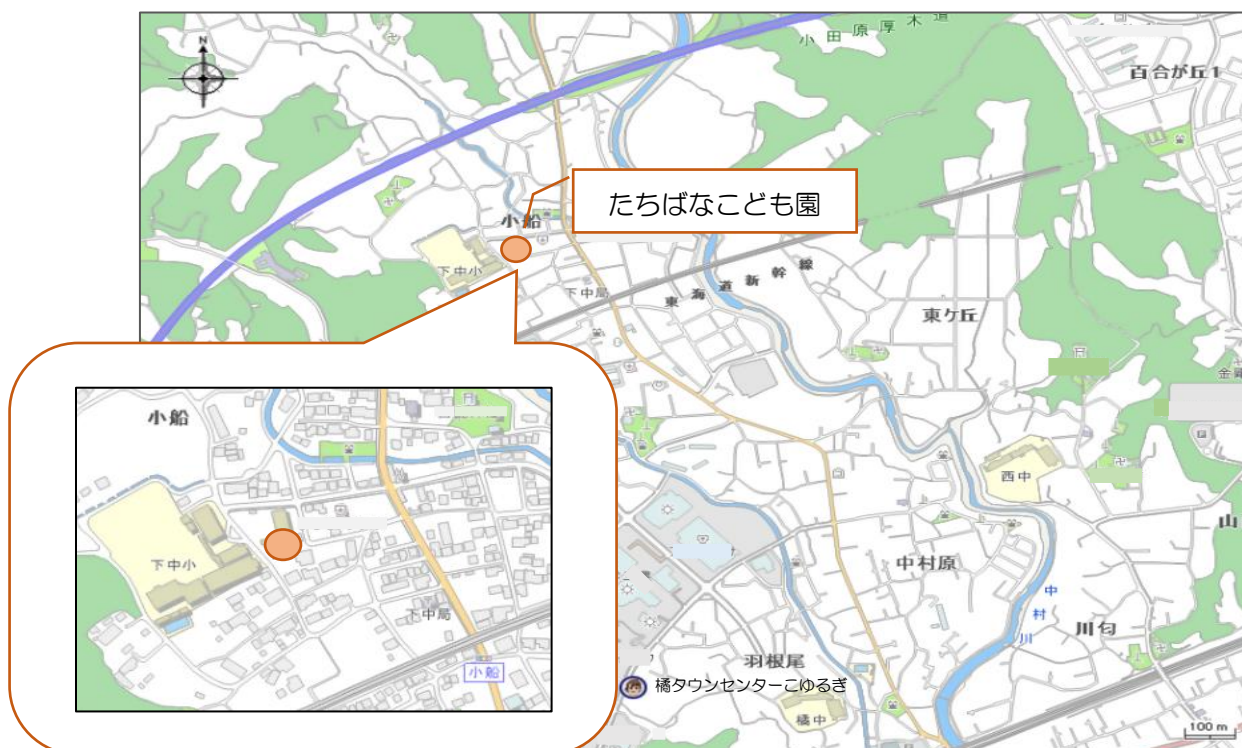 小田原厚木道
百合が丘1
N
たちばなこども園
小船
下中小
下中局
東海道新幹線
東ケ丘
西中
中村原
中村川
川匂
山
羽根尾
橘タウンセンターこゆるぎ
橘中
100 m
小船
下中小
下中局
小船